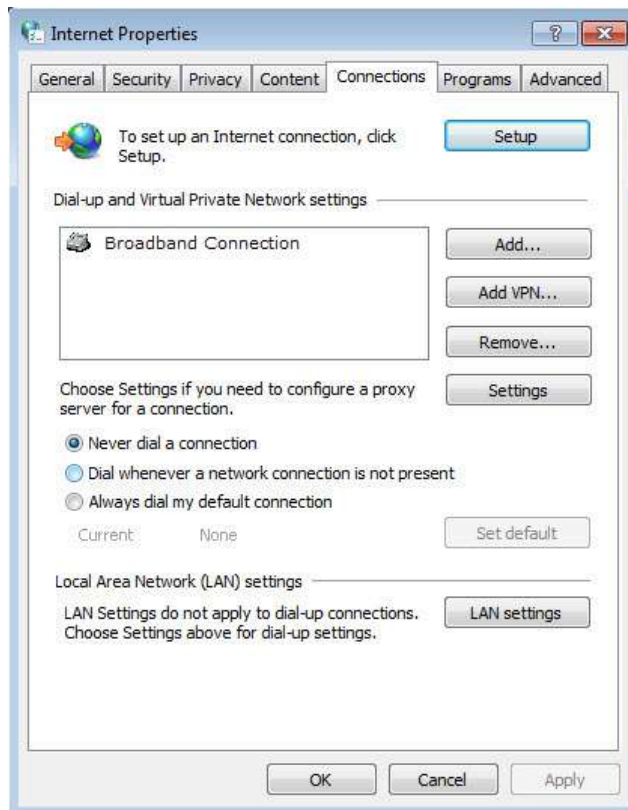 Internet Properties
?
General Security Privacy Content Connections Programs Advanced
To set up an Internet connection, click
Setup.
Setup
Dial-up and Virtual Private Network settings
Broadband Connection
Add...
Add VPN...
Remove...
Choose Settings if you need to configure a proxy
server for a connection.
Settings
Never dial a connection
Dial whenever a network connection is not present
Always dial my default connection
Current None
Set default
Local Area Network (LAN) settings
LAN Settings do not apply to dial-up connections.
Choose Settings above for dial-up settings.
LAN settings
OK Cancel Apply